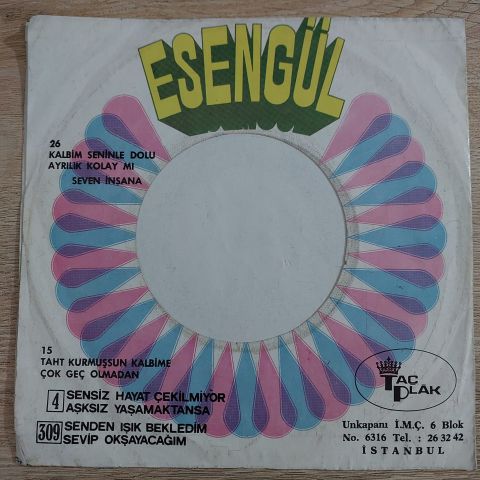 ESENGÜL
26
KALBİM SENİNLE DOLU
AYRILIK KOLAY MI
SEVEN İNSANA
15
TAHT KURMUŞSUN KALBİME
ÇOK GEÇ OLMADAN
4 SENSİZ HAYAT ÇEKİLMİYOR
AŞKSIZ YAŞAMAKTANSA
309 SENDEN IŞIK BEKLEDİM
SEVİP OKŞAYACAĞIM
TAC
PLAK
Unkapanı İ.M.Ç. 6 Blok
No. 6316 Tel. : 26 32 42
İSTANBUL